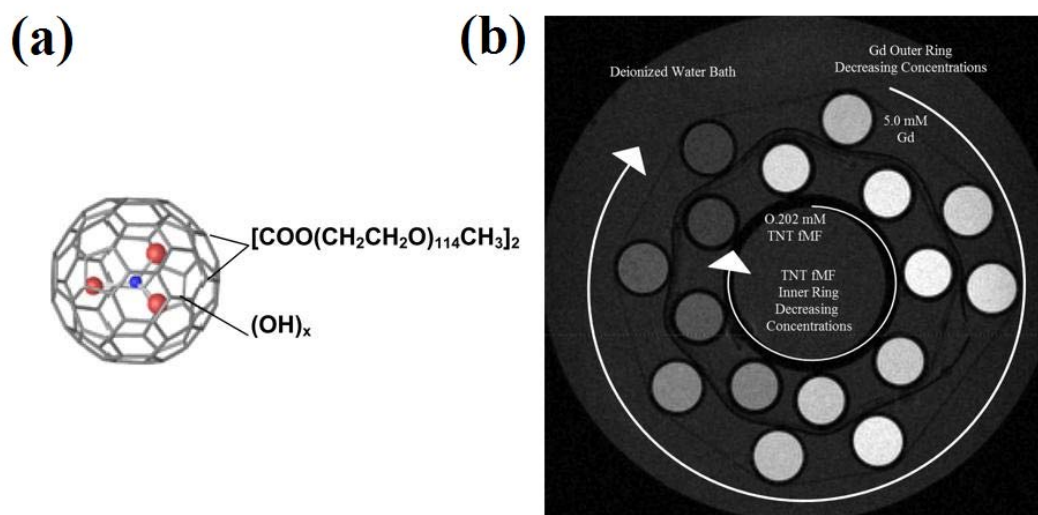 (a)
[COO(CH₂CH₂O)₁₁₄CH₃]₂
(OH)ₓ
(b)
Deionized Water Bath
Gd Outer Ring
Decreasing Concentrations
5.0 mM
Gd
O.202 mM
TNT fMF
TNT fMF
Inner Ring
Decreasing
Concentrations